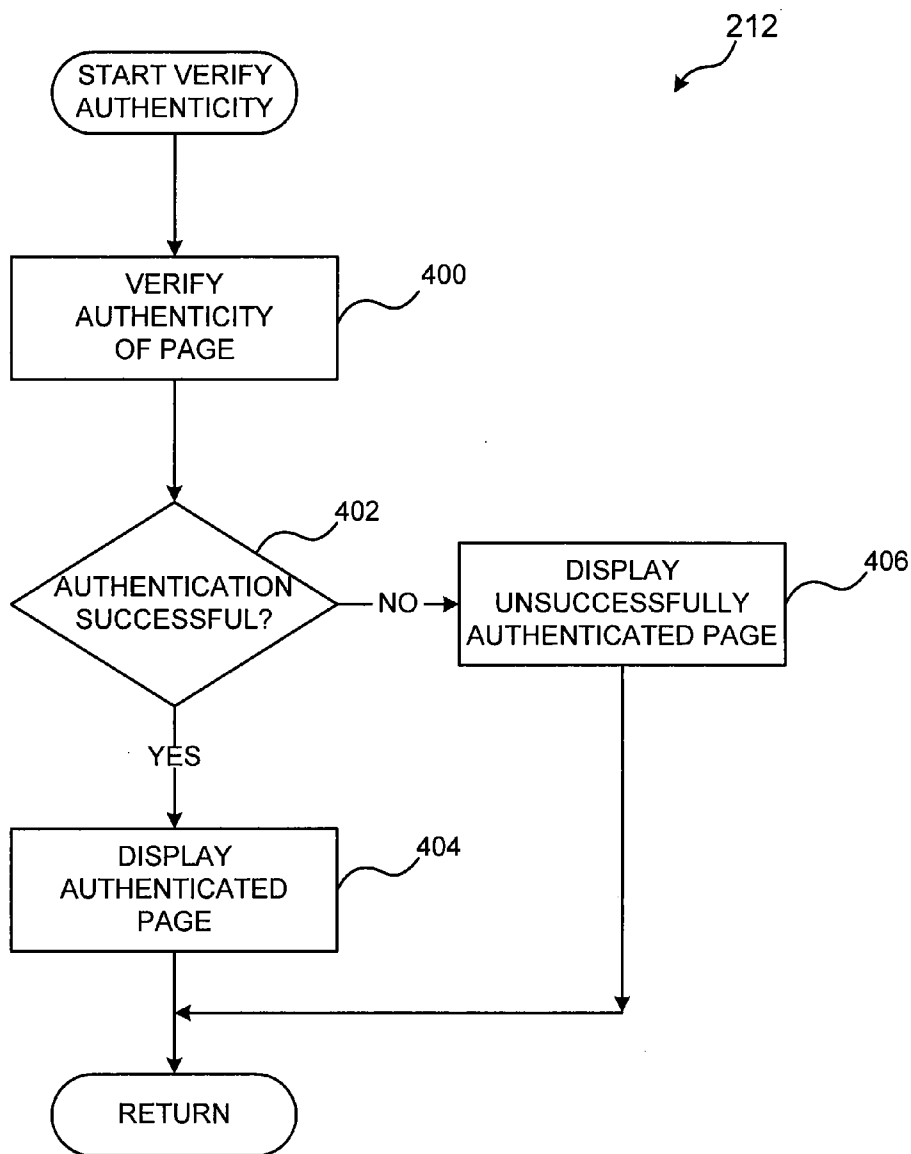 212
START VERIFY
AUTHENTICITY
VERIFY
AUTHENTICITY
OF PAGE
400
402
AUTHENTICATION
SUCCESSFUL?
NO
DISPLAY
UNSUCCESSFULLY
AUTHENTICATED PAGE
406
YES
DISPLAY
AUTHENTICATED
PAGE
404
RETURN